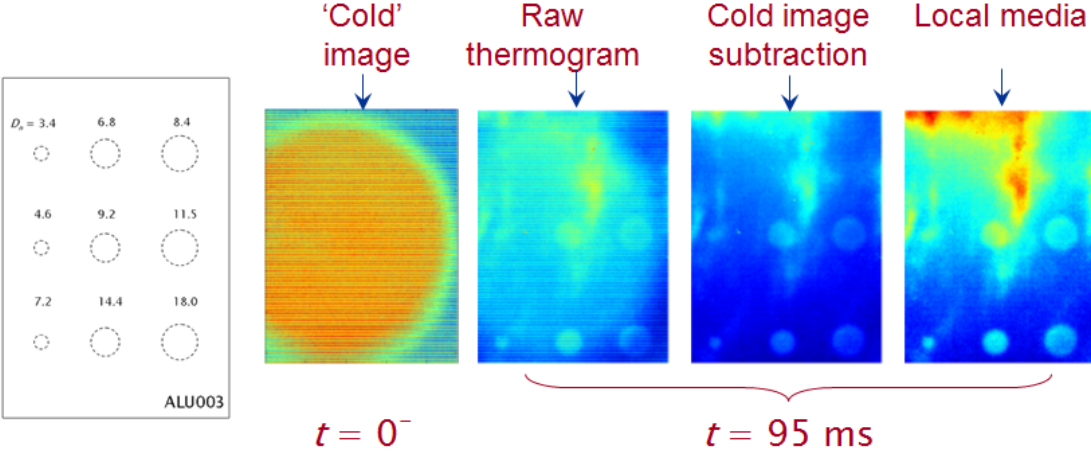 ‘Cold’
image
Raw
thermogram
Cold image
subtraction
Local media
Dn = 3.4 6.8 8.4
4.6 9.2 11.5
7.2 14.4 18.0
ALU003
t = 0⁻
t = 95 ms